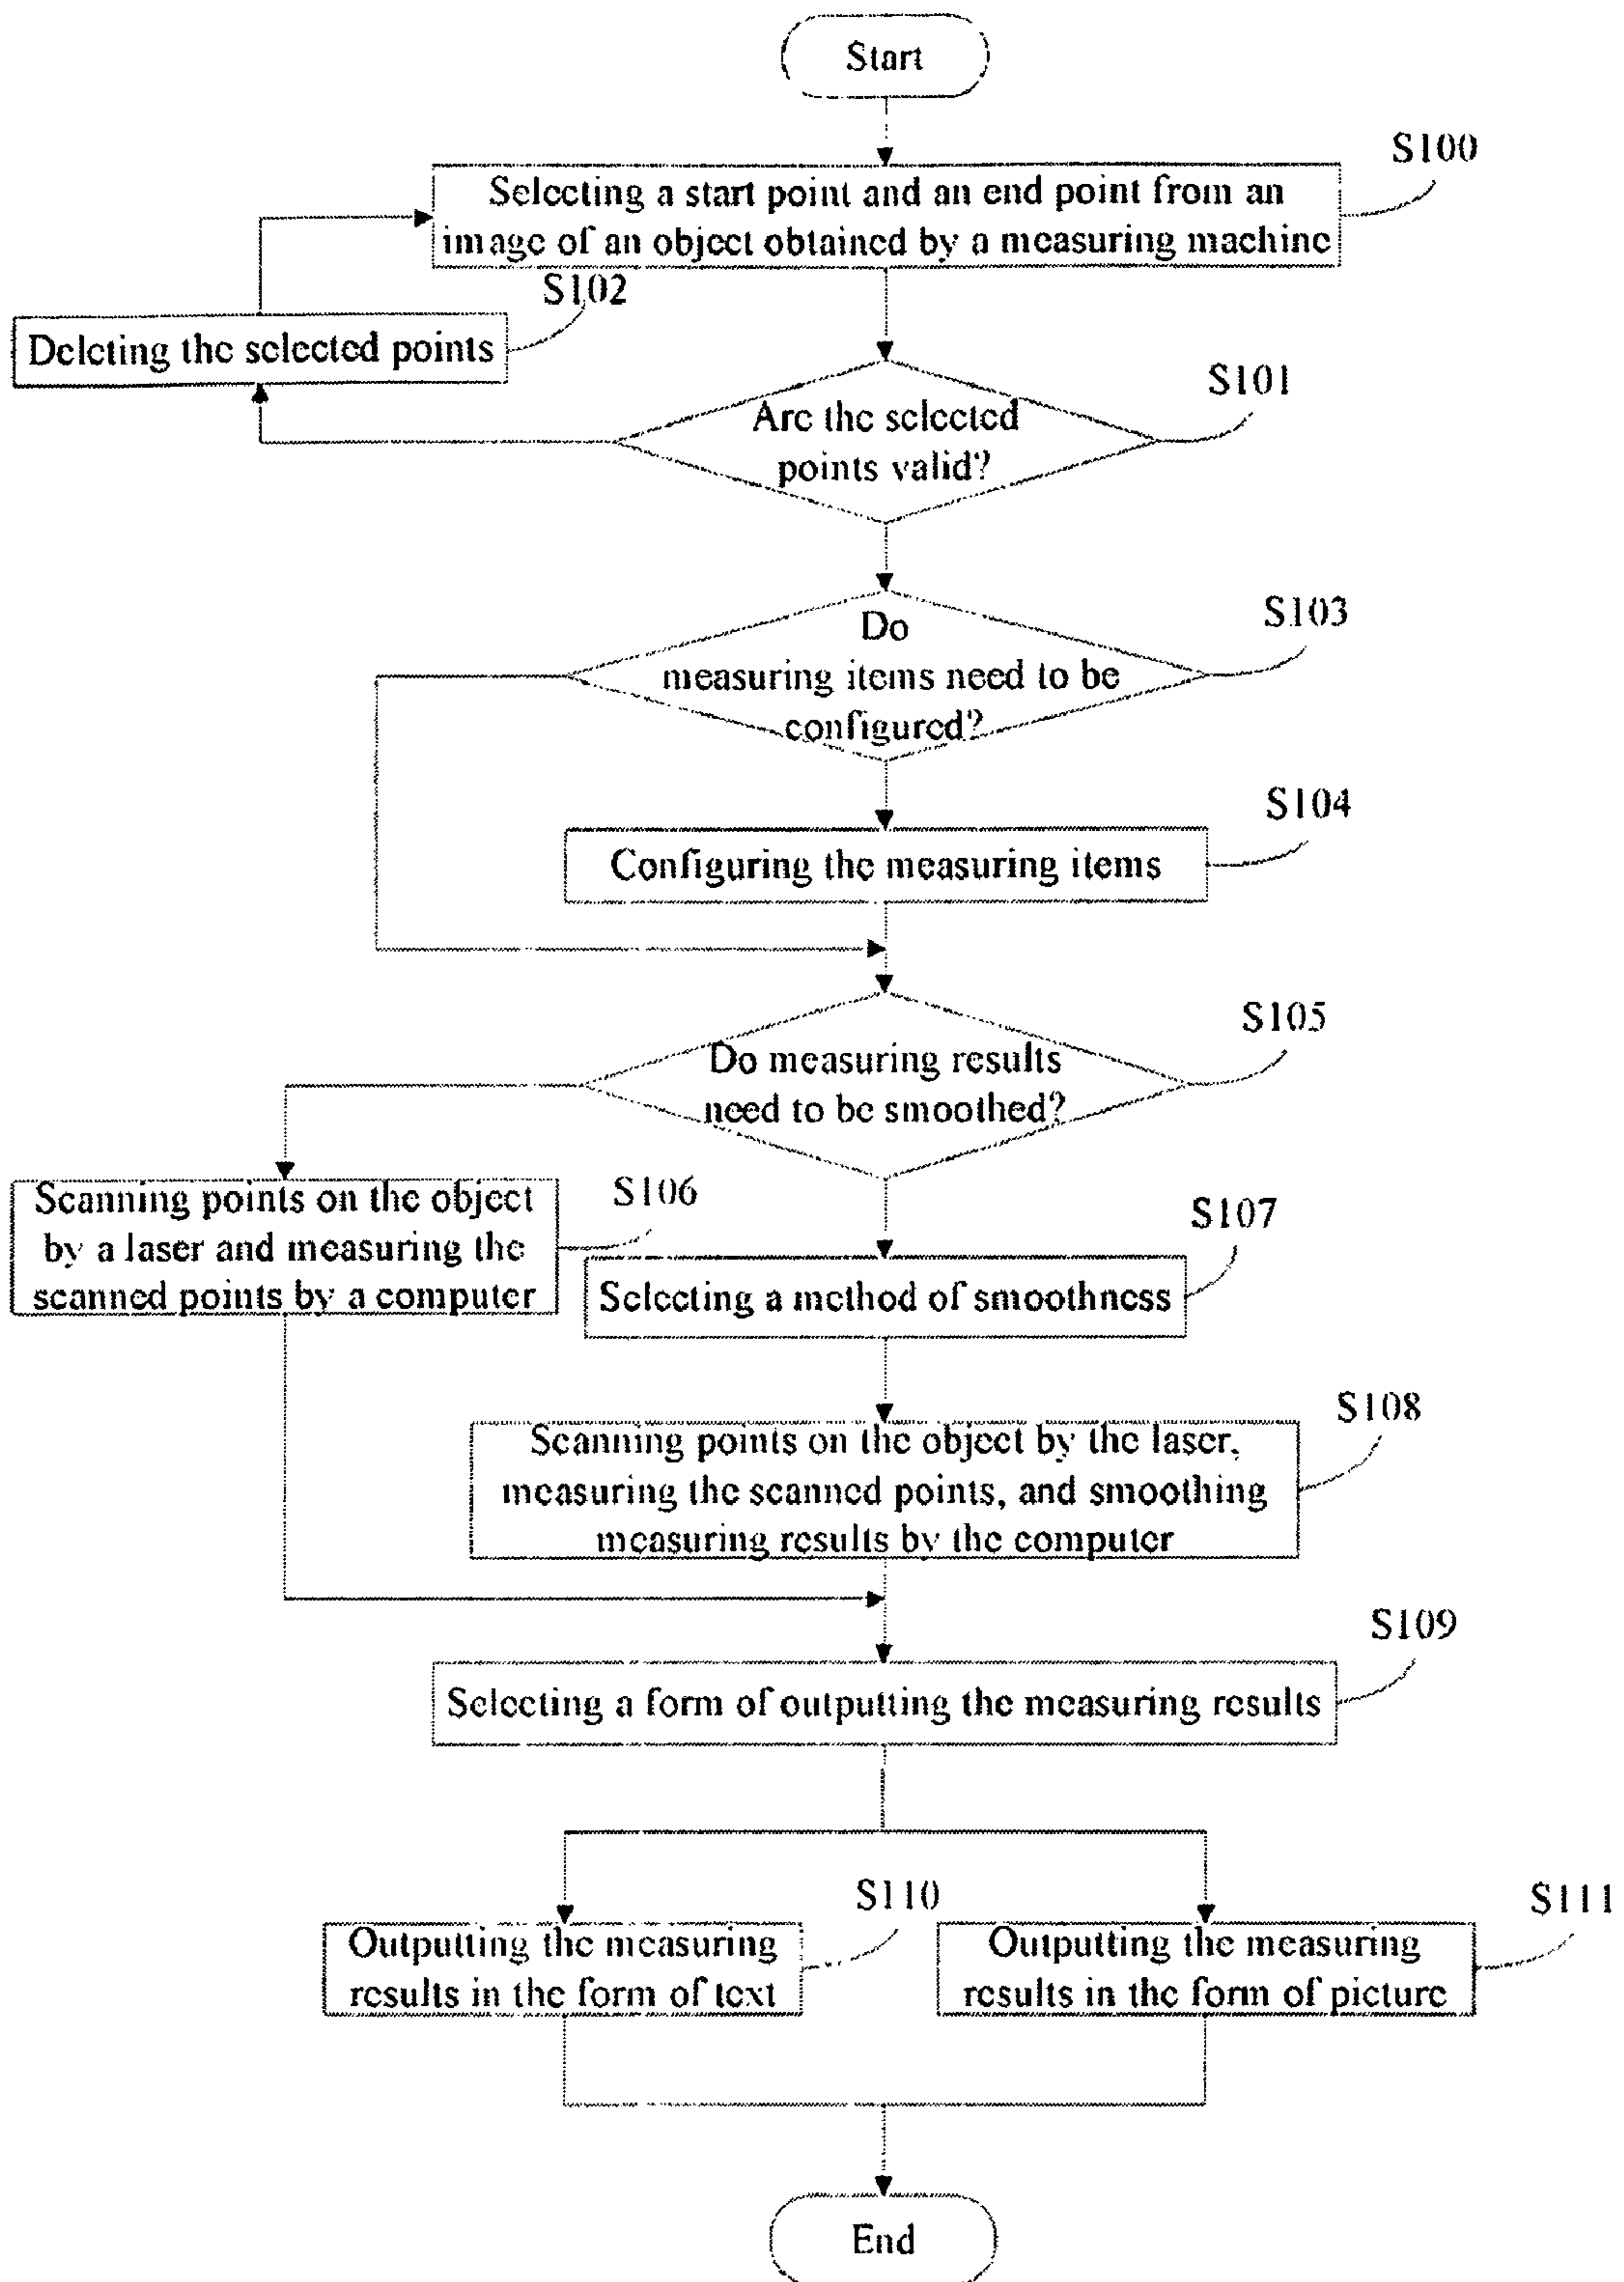 Start
S100
Selecting a start point and an end point from an
image of an object obtained by a measuring machine
S102
Deleting the selected points
S101
Are the selected
points valid?
S103
Do
measuring items need to be
configured?
S104
Configuring the measuring items
S105
Do measuring results
need to be smoothed?
S106
Scanning points on the object
by a laser and measuring the
scanned points by a computer
S107
Selecting a method of smoothness
S108
Scanning points on the object by the laser,
measuring the scanned points, and smoothing
measuring results by the computer
S109
Selecting a form of outputting the measuring results
S110
Outputting the measuring
results in the form of text
S111
Outputting the measuring
results in the form of picture
End